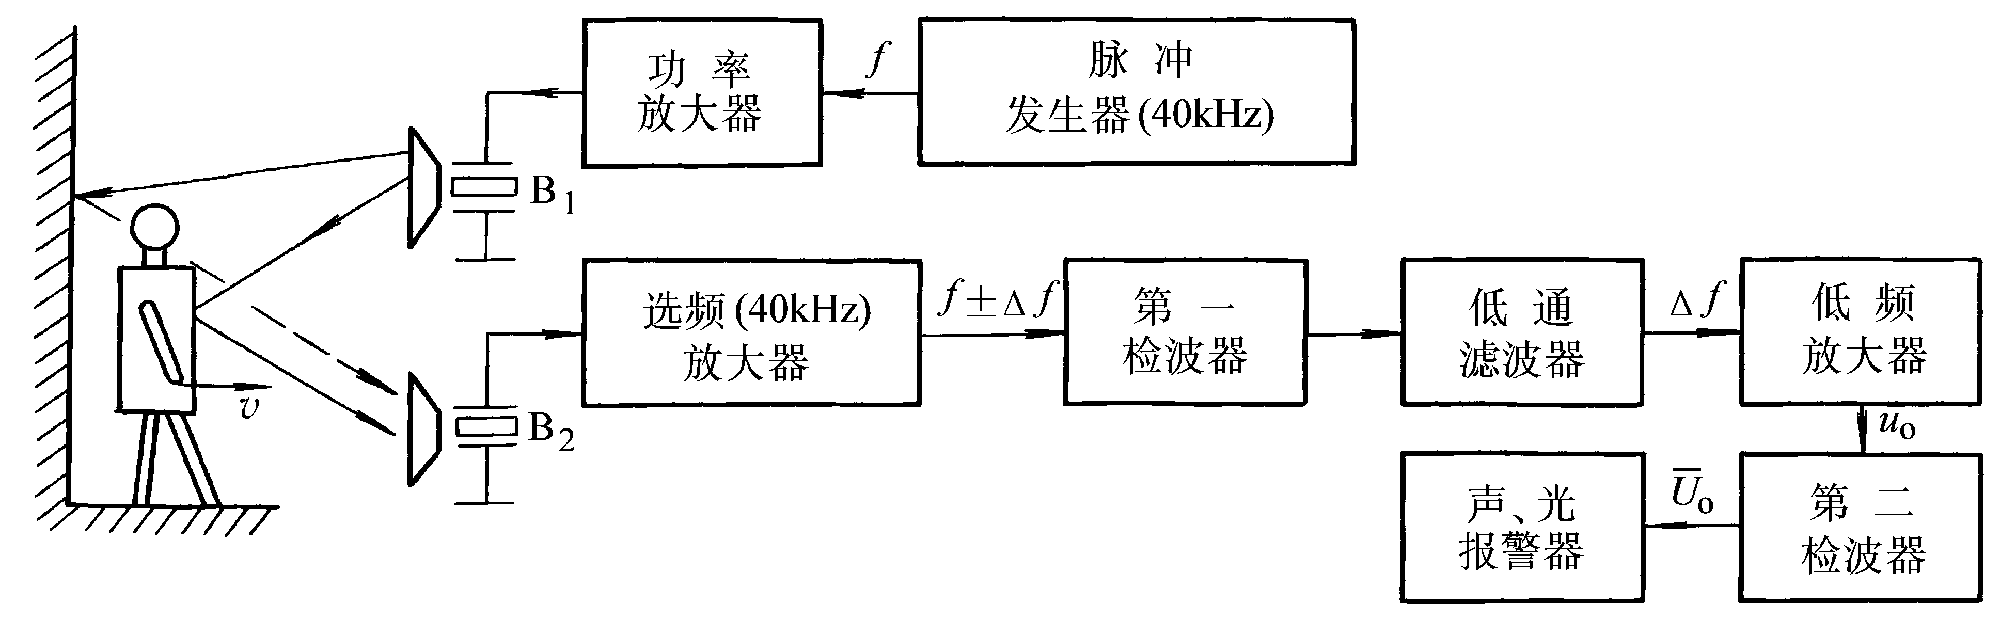 功率
放大器
f
脉冲
发生器(40kHz)
B₁
选频(40kHz)
放大器
f±Δf
第一
检波器
低通
滤波器
Δf
低频
放大器
v
B₂
u₀
声、光
报警器
U̅₀
第二
检波器